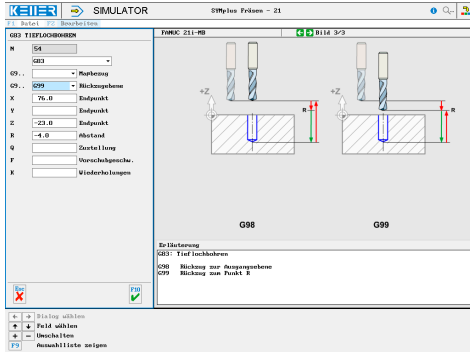 KELLER SIMULATOR SYMplus Fräsen - 21
F1 Datei F2 Bearbeiten
G83 TIEFLOCHBOHREN
N 54
G83
G9.. Mapbezug
G9.. G99 Rückzugebene
X 76.0 Endpunkt
Y Endpunkt
Z -23.0 Endpunkt
R -4.0 Abstand
Q Zustellung
F Vorschubgeschw.
K Wiederholungen
Esc F10
FANUC 21i-MB Bild 3/3
+Z R +Z R
G98 G99
Erläuterung
G83: Tieflochbohren
G98 Rückzug zur Ausgangsebene
G99 Rückzug zum Punkt R
Dialog wählen
Feld wählen
+ - Umschalten
F9 Auswahlliste zeigen